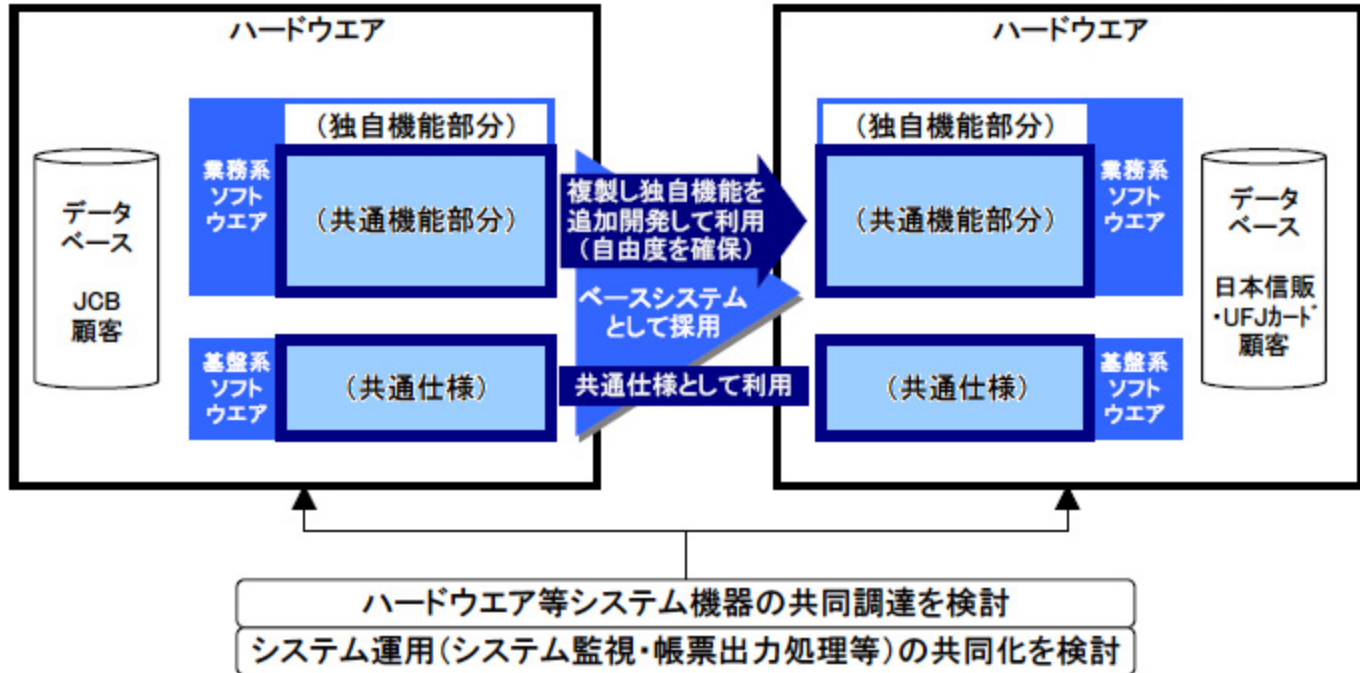 ハードウエア
データ
ベース
JCB
顧客
業務系
ソフト
ウエア
(独自機能部分)
(共通機能部分)
基盤系
ソフト
ウエア
(共通仕様)
複製し独自機能を
追加開発して利用
(自由度を確保)
ベースシステム
として採用
共通仕様として利用
ハードウエア
(独自機能部分)
(共通機能部分)
業務系
ソフト
ウエア
(共通仕様)
基盤系
ソフト
ウエア
データ
ベース
日本信販
・UFJカード
顧客
ハードウエア等システム機器の共同調達を検討
システム運用(システム監視・帳票出力処理等)の共同化を検討